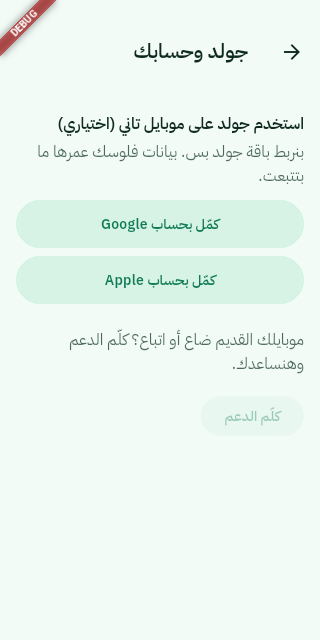 DEBUG
جولد وحسابك
استخدم جولد على موبايل تاني (اختياري)
بنربط باقة جولد بس. بيانات فلوسك عمرها ما
بتتبعت.
كمّل بحساب Google
كمّل بحساب Apple
موبايلك القديم ضاع أو اتباع؟ كلّم الدعم
وهنساعدك.
كلّم الدعم